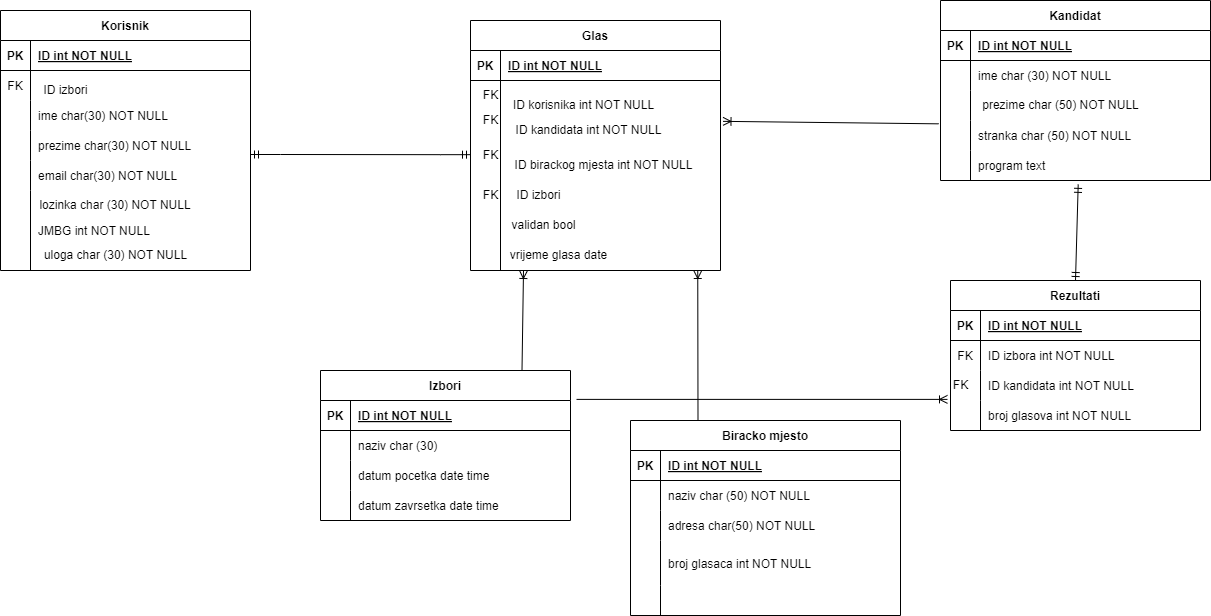 Korisnik
PK ID int NOT NULL
FK ID izbori
ime char(30) NOT NULL
prezime char(30) NOT NULL
email char(30) NOT NULL
lozinka char (30) NOT NULL
JMBG int NOT NULL
uloga char (30) NOT NULL
Glas
PK ID int NOT NULL
FK ID korisnika int NOT NULL
FK ID kandidata int NOT NULL
FK ID birackog mjesta int NOT NULL
FK ID izbori
validan bool
vrijeme glasa date
Kandidat
PK ID int NOT NULL
ime char (30) NOT NULL
prezime char (50) NOT NULL
stranka char (50) NOT NULL
program text
Rezultati
PK ID int NOT NULL
FK ID izbora int NOT NULL
FK ID kandidata int NOT NULL
broj glasova int NOT NULL
Izbori
PK ID int NOT NULL
naziv char (30)
datum pocetka date time
datum zavrsetka date time
Biracko mjesto
PK ID int NOT NULL
naziv char (50) NOT NULL
adresa char(50) NOT NULL
broj glasaca int NOT NULL